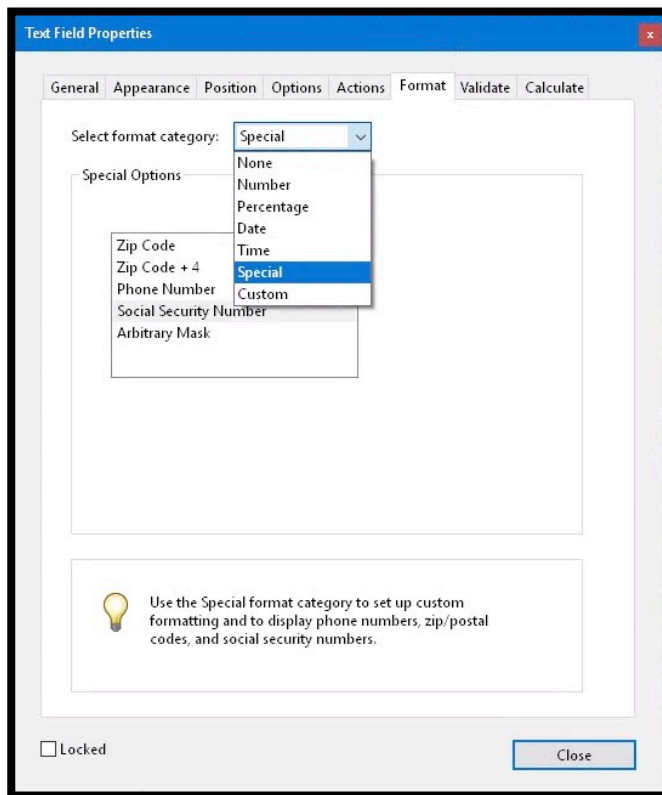 Text Field Properties
x
General Appearance Position Options Actions Format Validate Calculate
Select format category: Special
None
Number
Percentage
Date
Time
Special
Custom
Special Options
Zip Code
Zip Code + 4
Phone Number
Social Security Number
Arbitrary Mask
Use the Special format category to set up custom
formatting and to display phone numbers, zip/postal
codes, and social security numbers.
Locked
Close